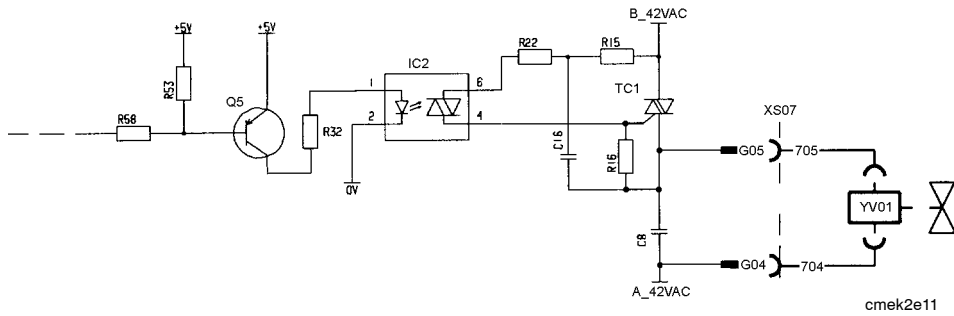 B_42VAC
+5V
+5V
R53
R68
Q5
R32
1
2
0V
IC2
6
4
R22
R15
C16
TC1
R16
C8
A_42VAC
XS07
G05
705
YV01
G04
704
cmek2e11